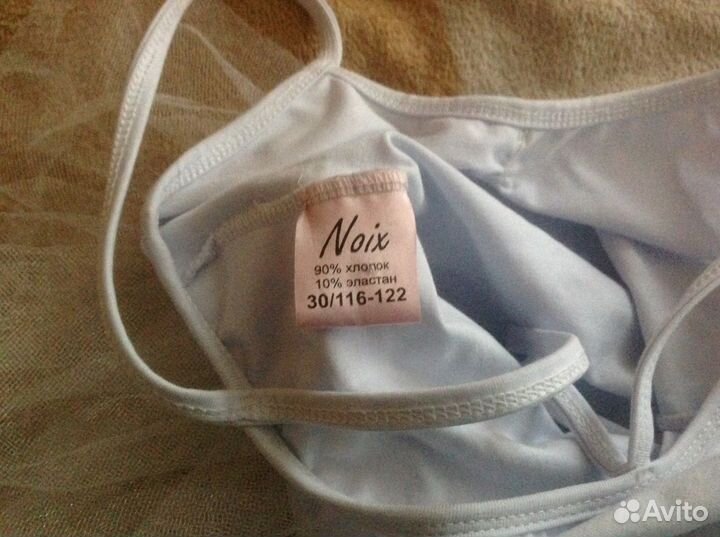 Noix
90% хлопок
10% эластан
30/116-122
Avito